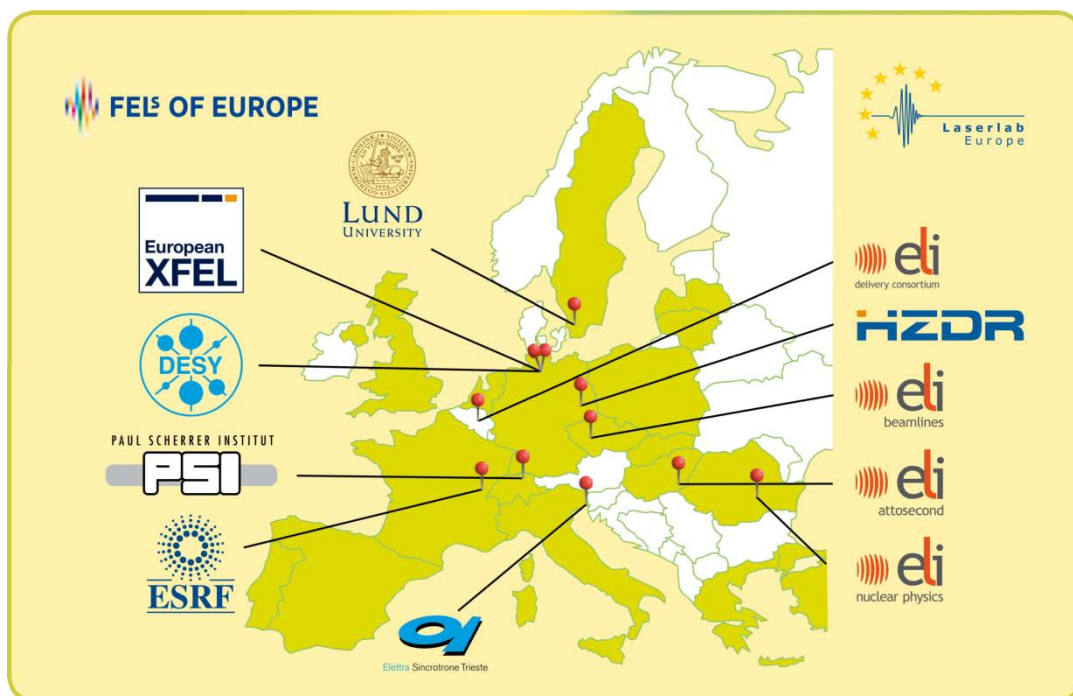 FELs OF EUROPE
Laserlab
Europe
LUND
UNIVERSITY
European
XFEL
eli
delivery consortium
HZDR
DESY
eli
beamlines
PAUL SCHERRER INSTITUT
PSI
eli
attosecond
ESRF
eli
nuclear physics
Elettra Sincrotrone Trieste